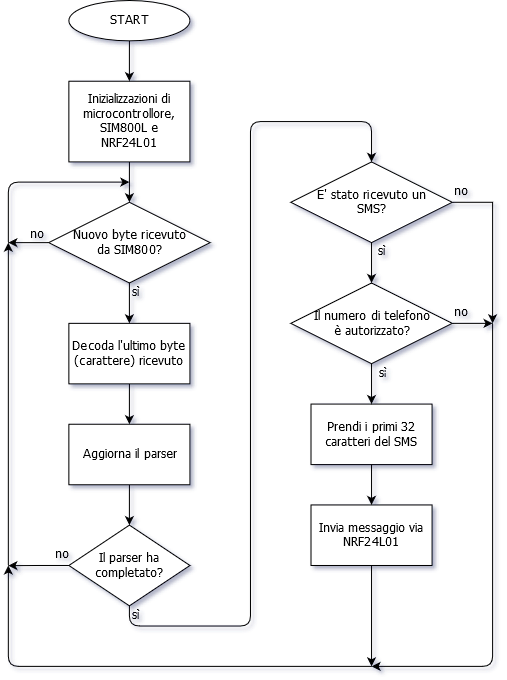 START
Inizializzazioni di
microcontrollore,
SIM800L e
NRF24L01
Nuovo byte ricevuto
da SIM800?
no
sì
Decoda l'ultimo byte
(carattere) ricevuto
Aggiorna il parser
Il parser ha
completato?
no
sì
E' stato ricevuto un
SMS?
no
sì
Il numero di telefono
è autorizzato?
no
sì
Prendi i primi 32
caratteri del SMS
Invia messaggio via
NRF24L01